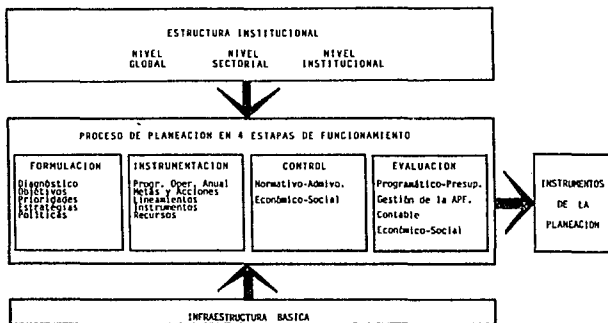 ESTRUCTURA INSTITUCIONAL
NIVEL GLOBAL
NIVEL SECTORIAL
NIVEL INSTITUCIONAL
PROCESO DE PLANEACION EN 4 ESTAPAS DE FUNCIONAMIENTO
FORMULACION
Diagnóstico
Objetivos
Prioridades
Estrategias
Políticas
INSTRUMENTACION
Progr. Oper. Anual
Metas y Acciones
Lineamientos
Instrumentos
Recursos
CONTROL
Normativo-Admivo.
Económico-Social
EVALUACION
Programático-Presup.
Gestión de la APF.
Contable
Económico-Social
INSTRUMENTOS
DE LA
PLANEACION
INFRAESTRUCTURA BASICA